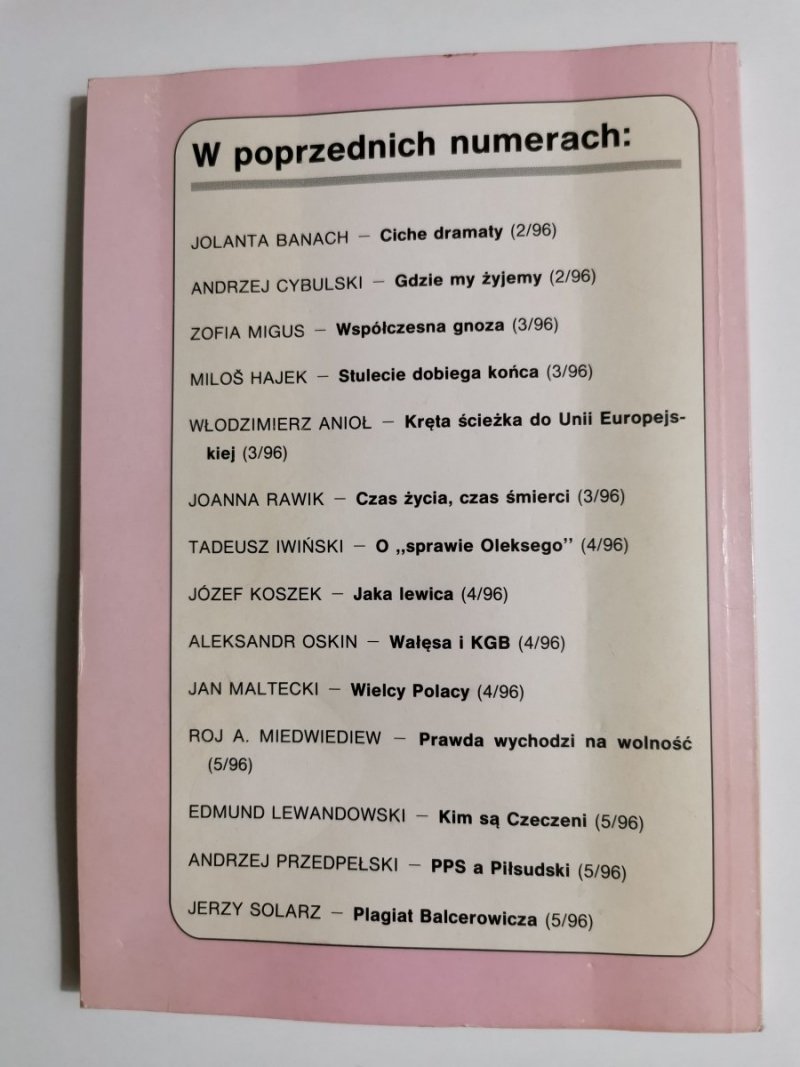 W poprzednich numerach:
JOLANTA BANACH – Ciche dramaty (2/96)
ANDRZEJ CYBULSKI – Gdzie my żyjemy (2/96)
ZOFIA MIGUS – Współczesna gnoza (3/96)
MILOŠ HAJEK – Stulecie dobiega końca (3/96)
WŁODZIMIERZ ANIOŁ – Kręta ścieżka do Unii Europejs-
kiej (3/96)
JOANNA RAWIK – Czas życia, czas śmierci (3/96)
TADEUSZ IWIŃSKI – O ,,sprawie Oleksego" (4/96)
JÓZEF KOSZEK – Jaka lewica (4/96)
ALEKSANDR OSKIN – Wałęsa i KGB (4/96)
JAN MALTECKI – Wielcy Polacy (4/96)
ROJ A. MIEDWIEDIEW – Prawda wychodzi na wolność
(5/96)
EDMUND LEWANDOWSKI – Kim są Czeczeni (5/96)
ANDRZEJ PRZEDPEŁSKI – PPS a Piłsudski (5/96)
JERZY SOLARZ – Plagiat Balcerowicza (5/96)